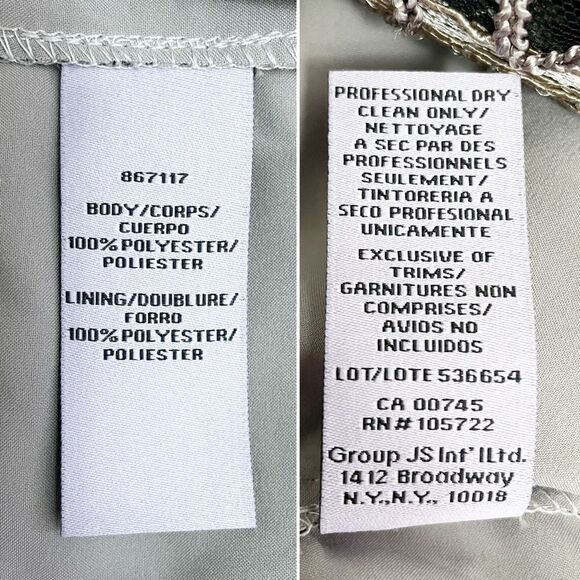 867117
BODY/CORPS/
CUERPO
100% POLYESTER/
POLIESTER
LINING/DOUBLURE/
FORRO
100% POLYESTER/
POLIESTER
PROFESSIONAL DRY
CLEAN ONLY/
NETTOYAGE
A SEC PAR DES
PROFESSIONNELS
SEULEMENT/
TINTORERIA A
SECO PROFESIONAL
UNICAMENTE
EXCLUSIVE OF
TRIMS/
GARNITURES NON
COMPRISES/
AVIOS NO
INCLUIDOS
LOT/LOTE 536654
CA 00745
RN# 105722
Group JS Int'lLtd.
1412 Broadway
N.Y.,N.Y., 10018